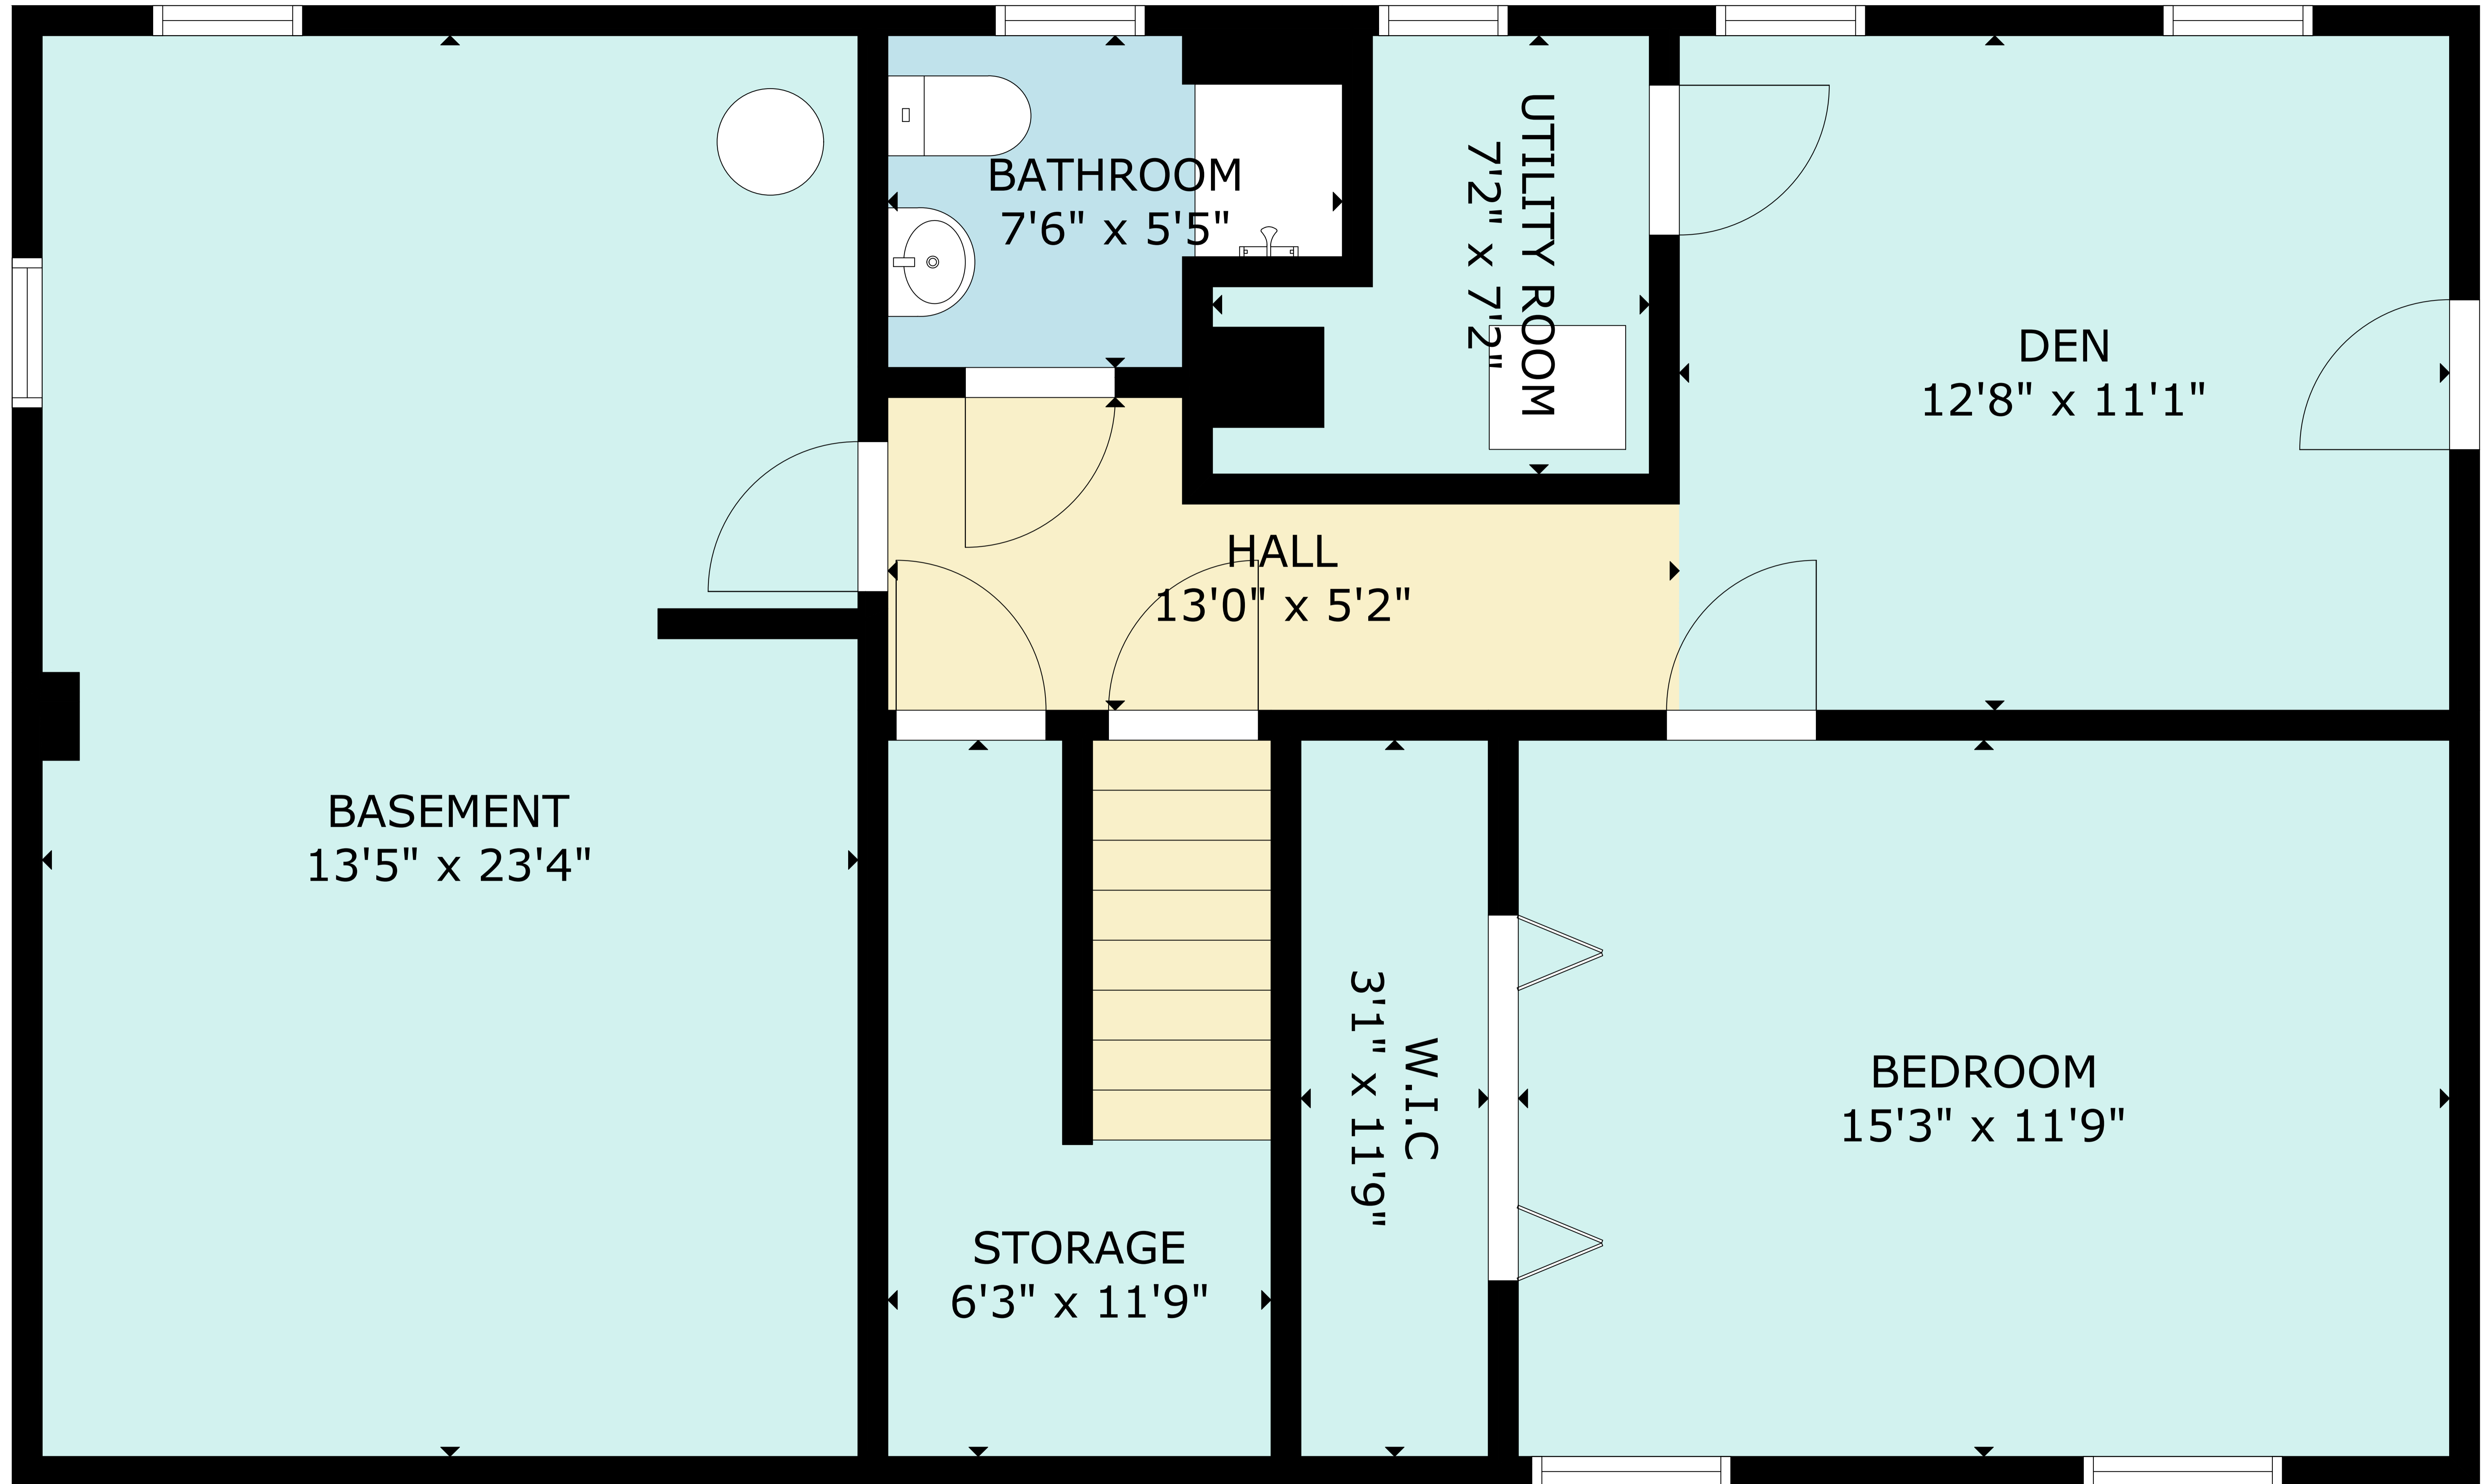 BATHROOM
7'6" x 5'5"
UTILITY ROOM
7'2" x 7'2"
DEN
12'8" x 11'1"
HALL
13'0" x 5'2"
BASEMENT
13'5" x 23'4"
W.I.C
3'1" x 11'9"
BEDROOM
15'3" x 11'9"
STORAGE
6'3" x 11'9"